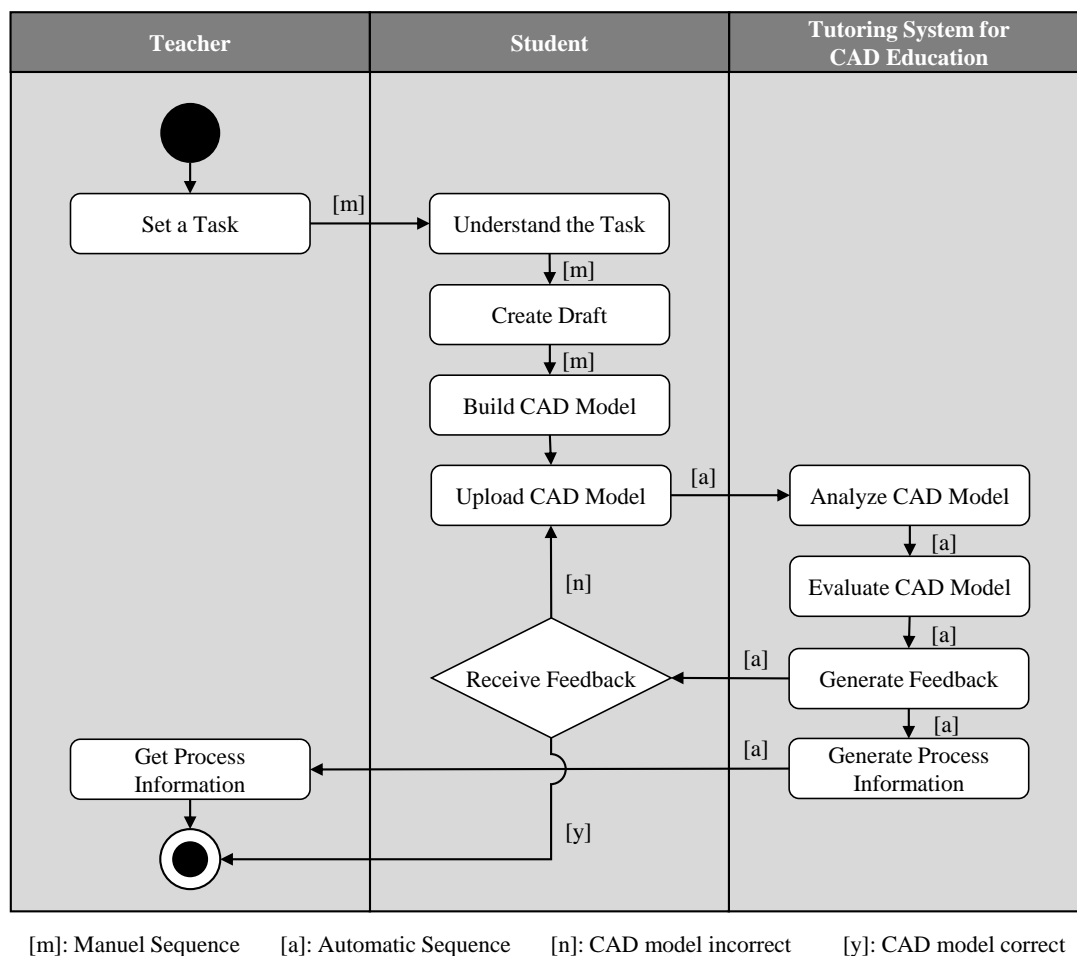 Teacher
Student
Tutoring System for
CAD Education
Set a Task
[m]
Understand the Task
[m]
Create Draft
[m]
Build CAD Model
Upload CAD Model
[a]
Analyze CAD Model
[a]
Evaluate CAD Model
[n]
[a]
Receive Feedback
[a]
Generate Feedback
[a]
Get Process
Information
[a]
Generate Process
Information
[y]
[m]: Manuel Sequence [a]: Automatic Sequence [n]: CAD model incorrect [y]: CAD model correct